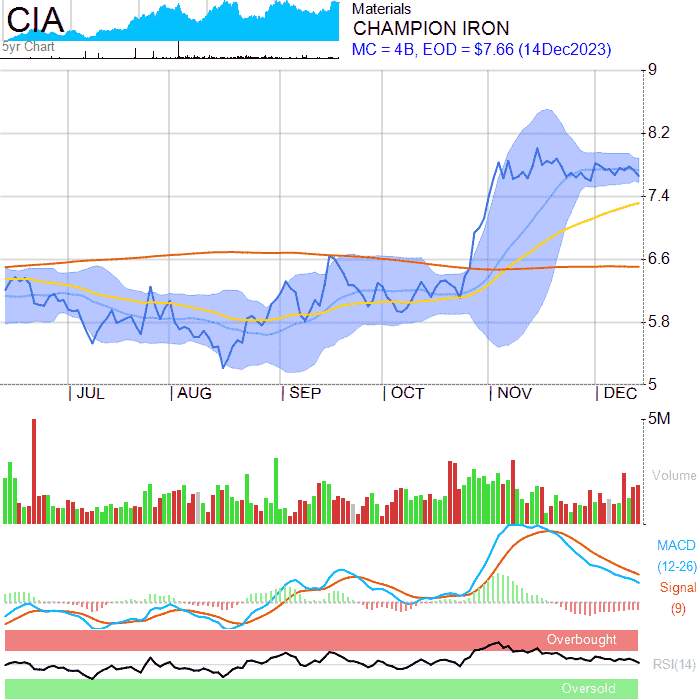 CIA
5yr Chart
Materials
CHAMPION IRON
MC = 4B, EOD = $7.66 (14Dec2023)
9
8.2
7.4
6.6
5.8
5
JUL
AUG
SEP
OCT
NOV
DEC
5M
Volume
MACD
(12-26)
Signal
(9)
Overbought
RSI(14)
Oversold